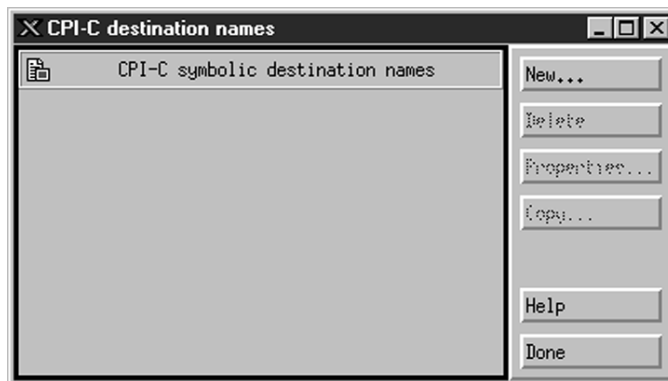 CPI-C destination names
CPI-C symbolic destination names
New...
Delete
Properties...
Copy...
Help
Done